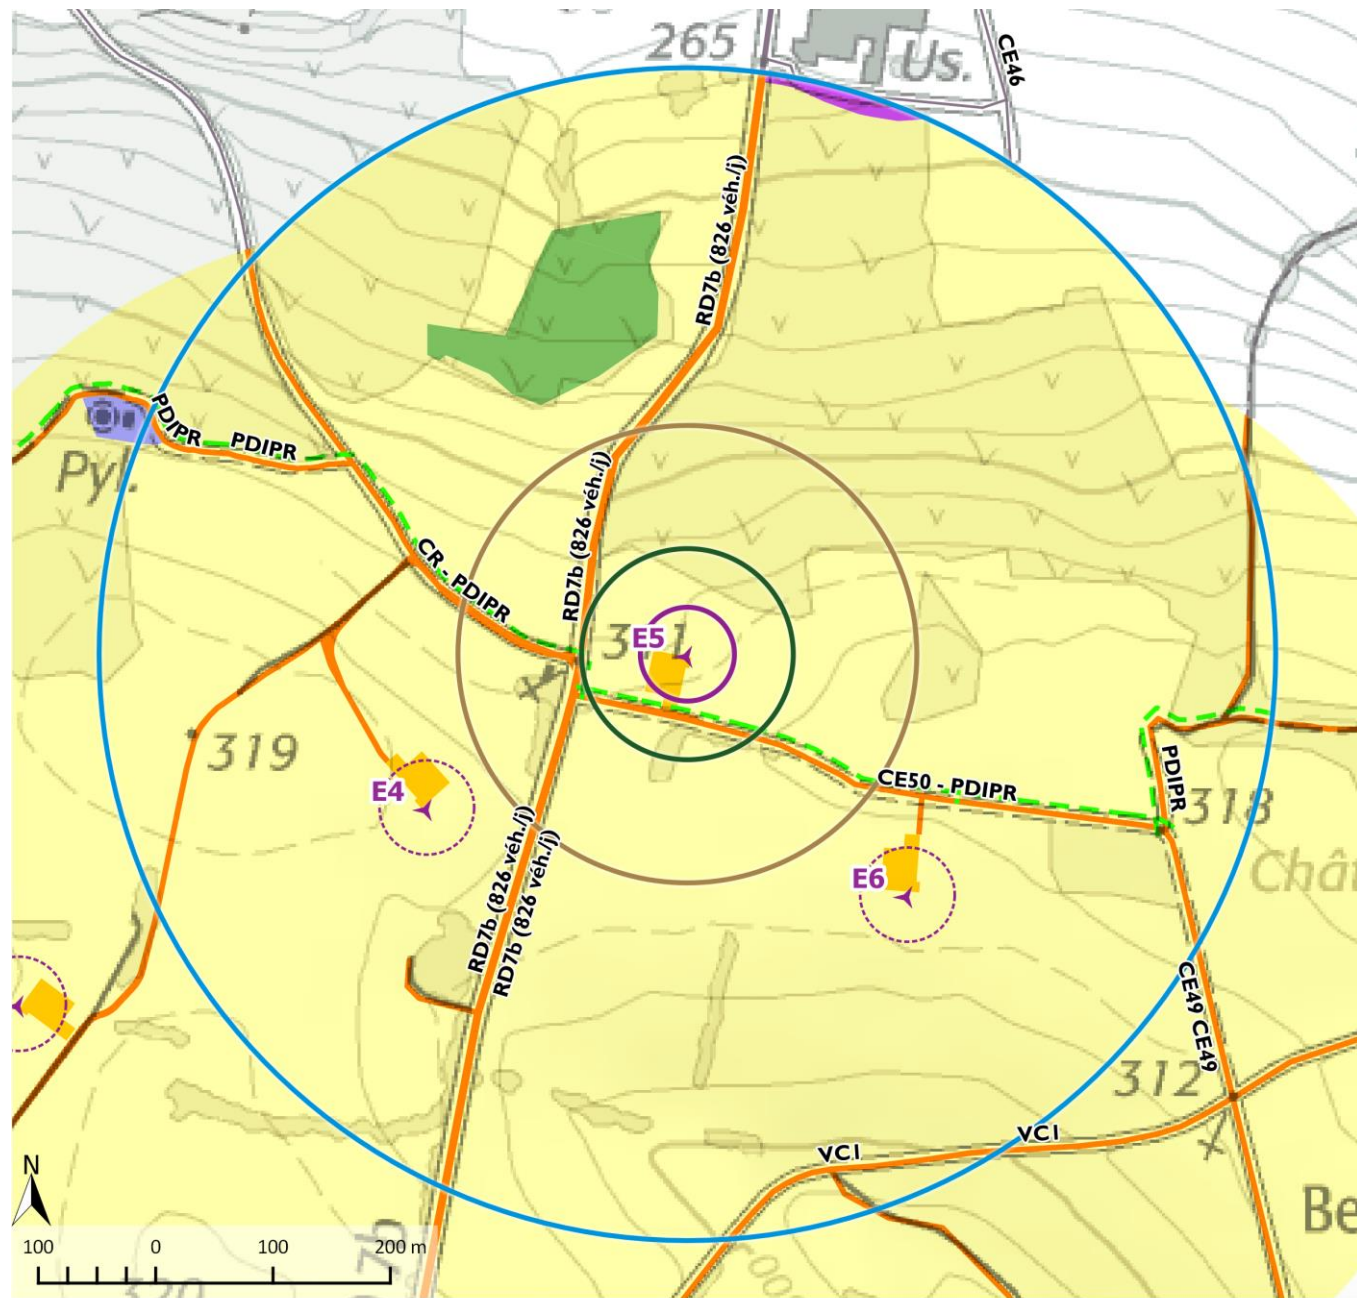 265
Us.
CE46
RD7b (826 véh./j)
PDIPR
PDIPR
Pyl.
RD7b (826 véh./j)
CR - PDIPR
311
E5
319
E4
CE50 - PDIPR
PDIPR
318
E6
Chât
RD7b (826 véh./j)
RD7b (826 véh./j)
CE49
CE49
312
VC1
VC1
N
Be
100
0
100
200 m